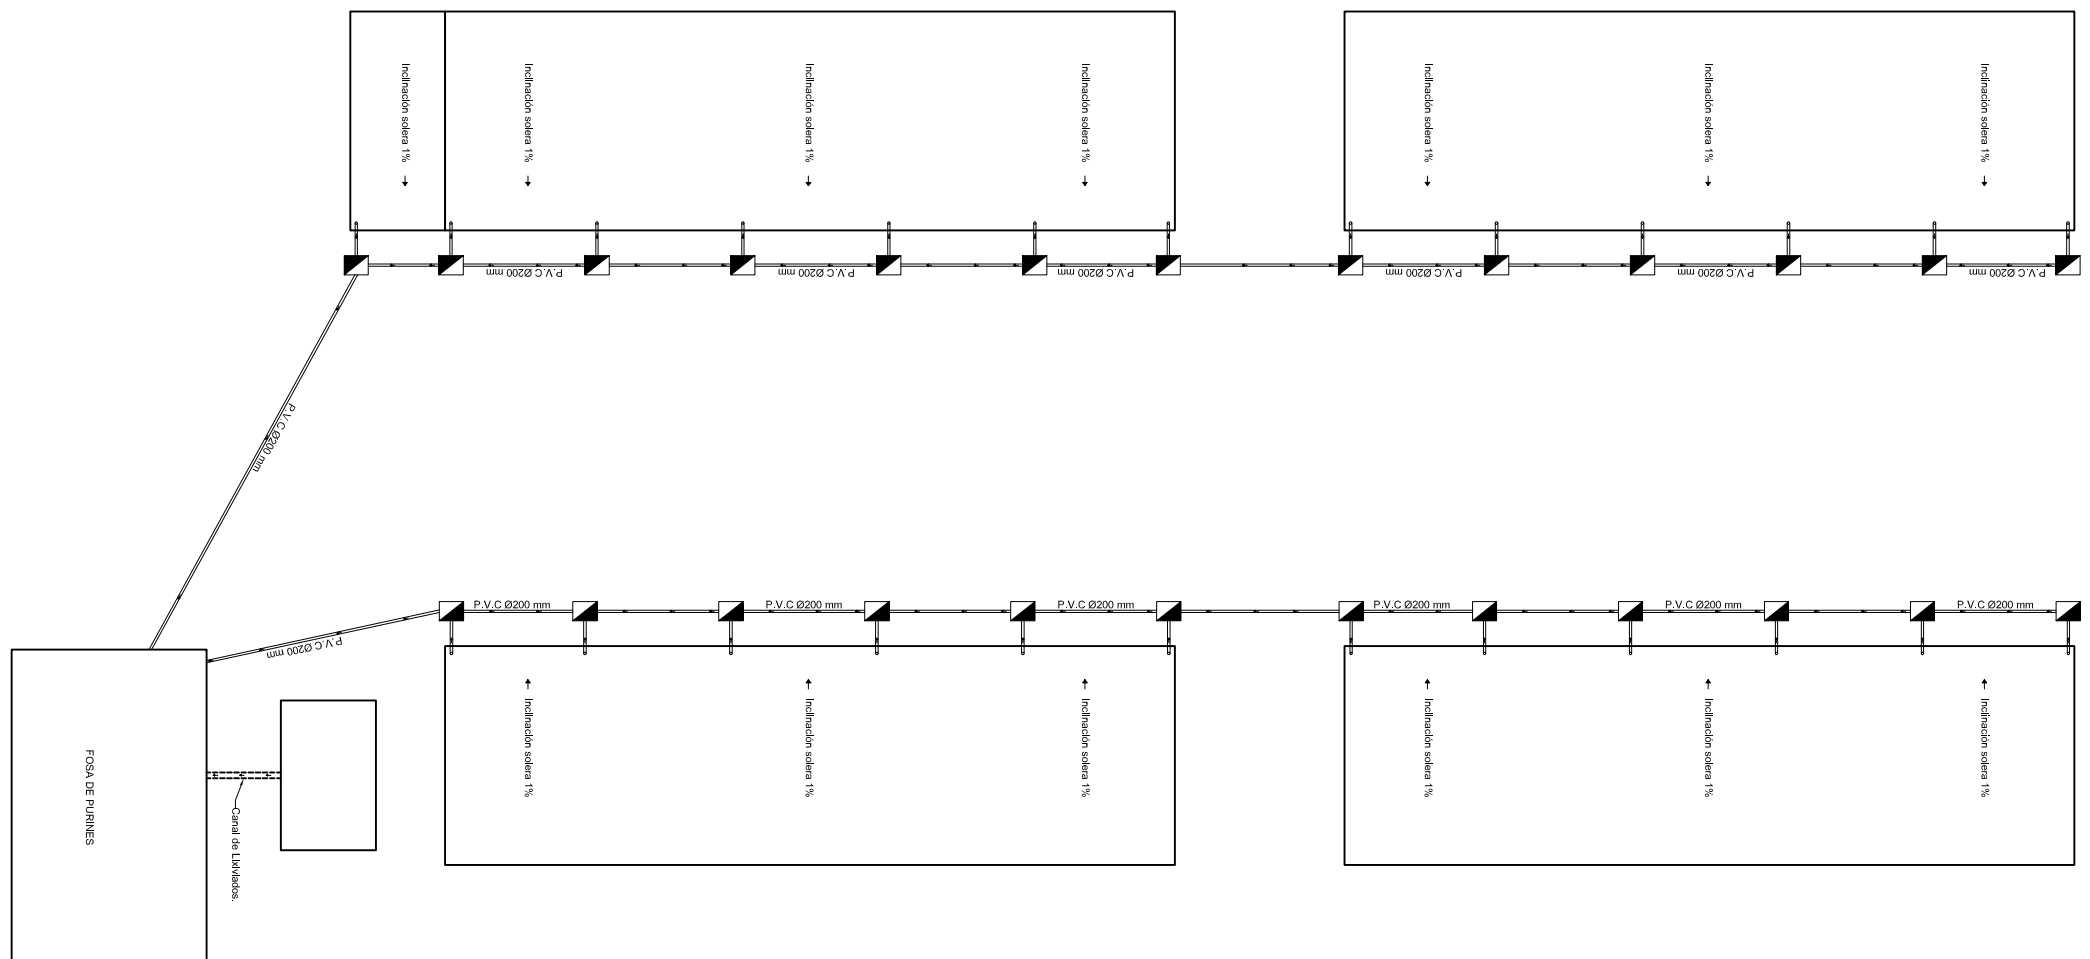 Inclinación solera 1%
Inclinación solera 1%
Inclinación solera 1%
Inclinación solera 1%
Inclinación solera 1%
Inclinación solera 1%
Inclinación solera 1%
P.V.C Ø200 mm
P.V.C Ø200 mm
P.V.C Ø200 mm
P.V.C Ø200 mm
P.V.C Ø200 mm
P.V.C Ø200 mm
P.V.C Ø200 mm
P.V.C Ø200 mm
P.V.C Ø200 mm
P.V.C Ø200 mm
P.V.C Ø200 mm
P.V.C Ø200 mm
P.V.C Ø200 mm
P.V.C Ø200 mm
Inclinación solera 1%
Inclinación solera 1%
Inclinación solera 1%
Inclinación solera 1%
Inclinación solera 1%
Inclinación solera 1%
FOSA DE PURINES
Canal de Lixiviados.